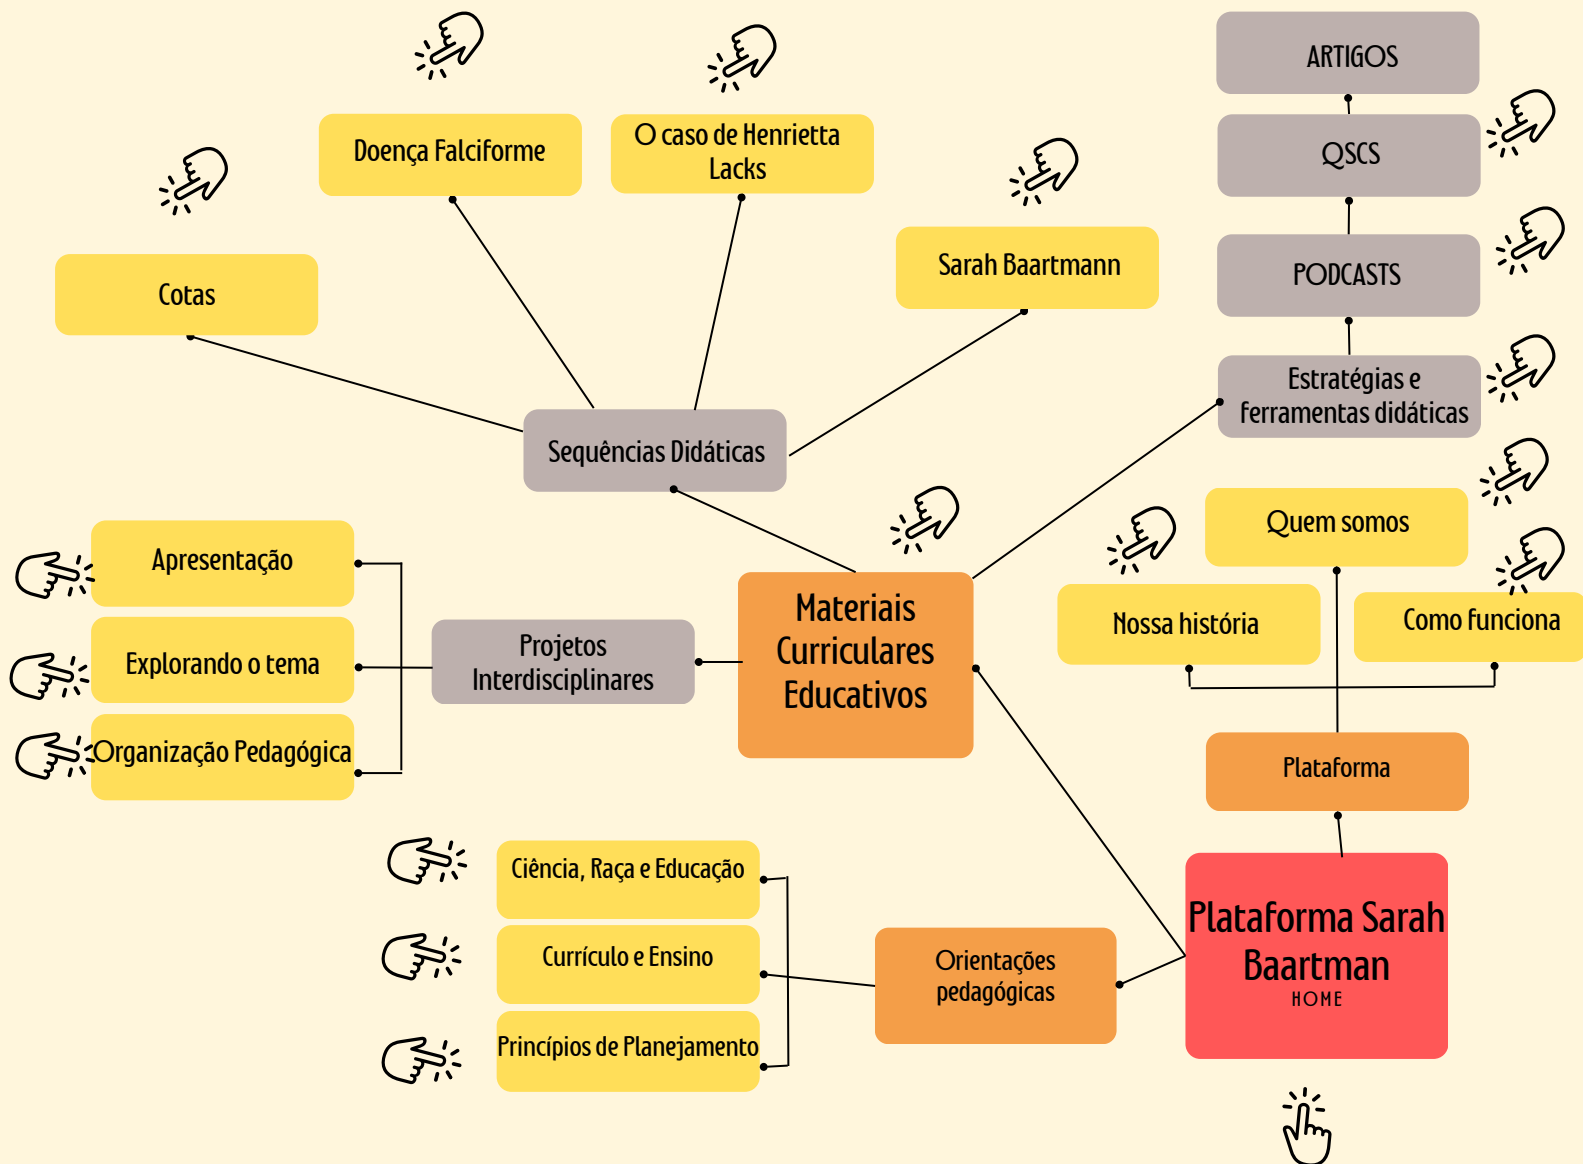 ARTIGOS
Doença Falciforme
O caso de Henrietta
Lacks
QSCS
Cotas
Sarah Baartmann
PODCASTS
Estratégias e
ferramentas didáticas
Sequências Didáticas
Quem somos
Nossa história
Como funciona
Apresentação
Explorando o tema
Organização Pedagógica
Projetos
Interdisciplinares
Materiais
Curriculares
Educativos
Plataforma
Ciência, Raça e Educação
Currículo e Ensino
Princípios de Planejamento
Orientações
pedagógicas
Plataforma Sarah
Baartman
HOME